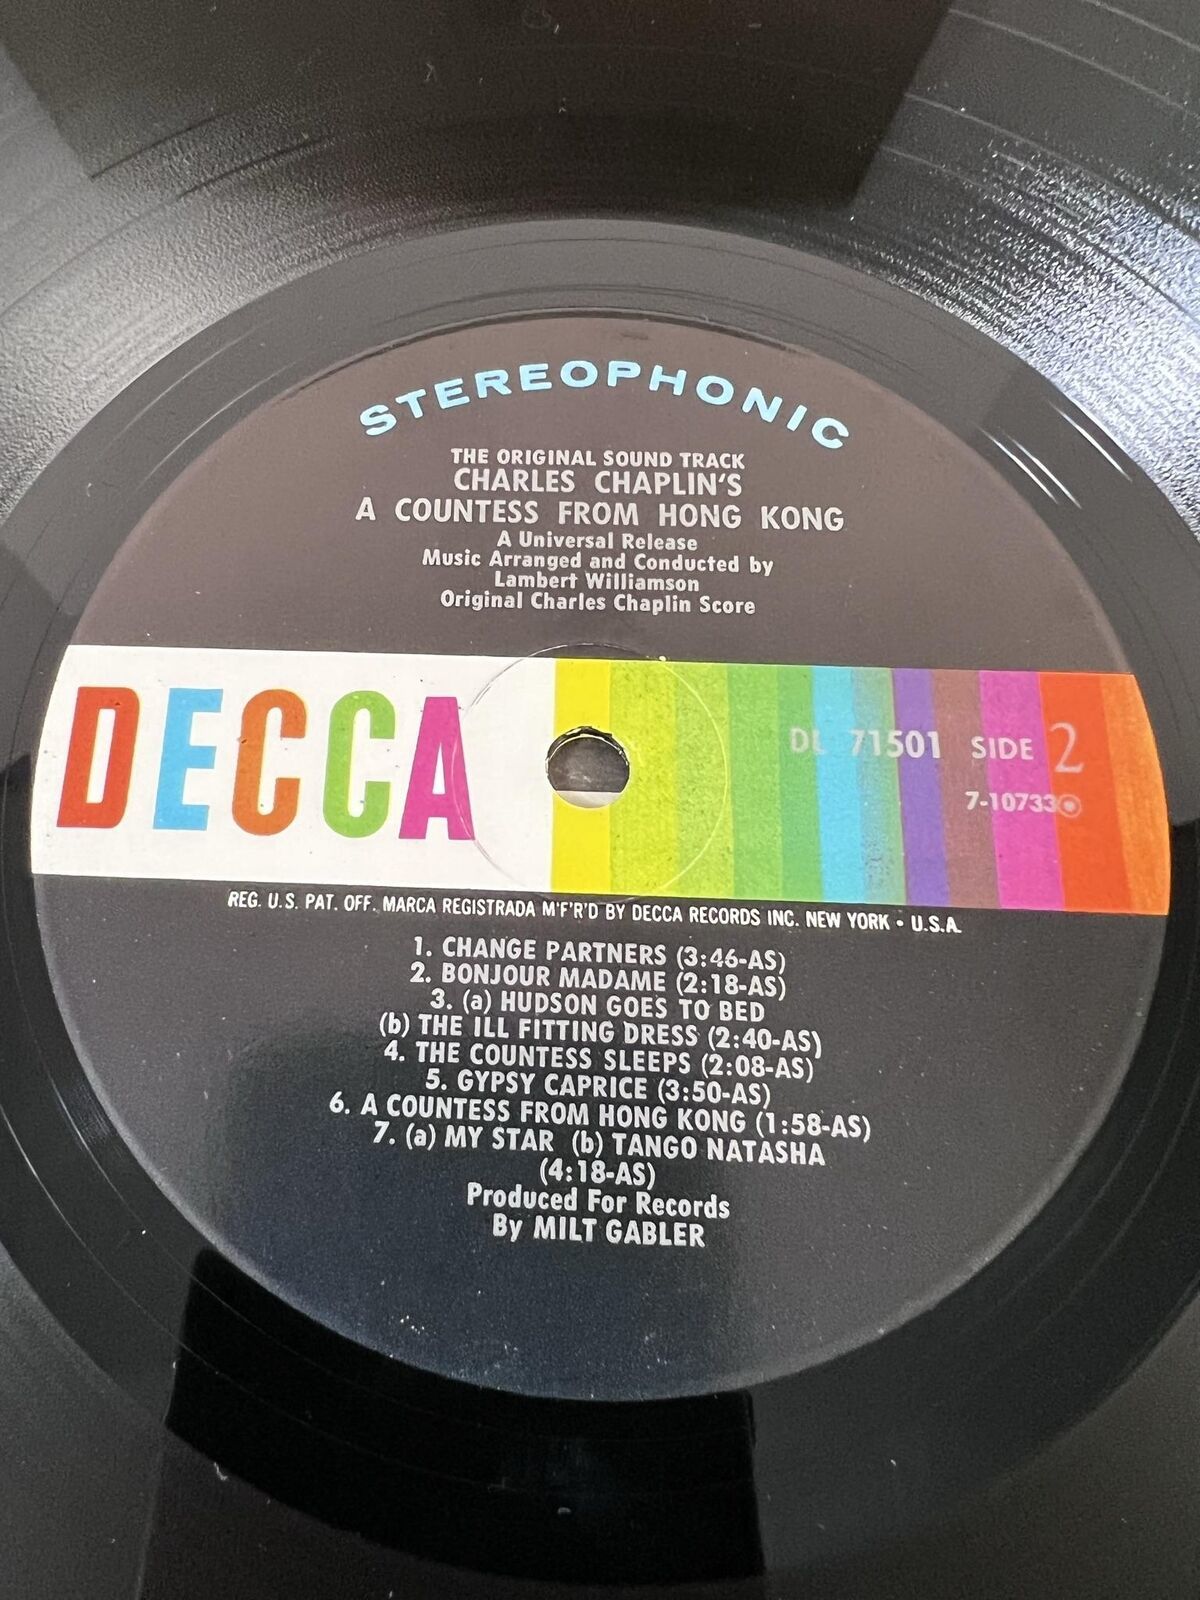 STEREOPHONIC
THE ORIGINAL SOUND TRACK
CHARLES CHAPLIN'S
A COUNTESS FROM HONG KONG
A Universal Release
Music Arranged and Conducted by
Lambert Williamson
Original Charles Chaplin Score
DECCA
DL 71501 SIDE 2
7-10733
REG. U.S. PAT. OFF. MARCA REGISTRADA M'F'R'D BY DECCA RECORDS INC. NEW YORK • U.S.A.
1. CHANGE PARTNERS (3:46-AS)
2. BONJOUR MADAME (2:18-AS)
3. (a) HUDSON GOES TO BED
(b) THE ILL FITTING DRESS (2:40-AS)
4. THE COUNTESS SLEEPS (2:08-AS)
5. GYPSY CAPRICE (3:50-AS)
6. A COUNTESS FROM HONG KONG (1:58-AS)
7. (a) MY STAR (b) TANGO NATASHA
(4:18-AS)
Produced For Records
By MILT GABLER